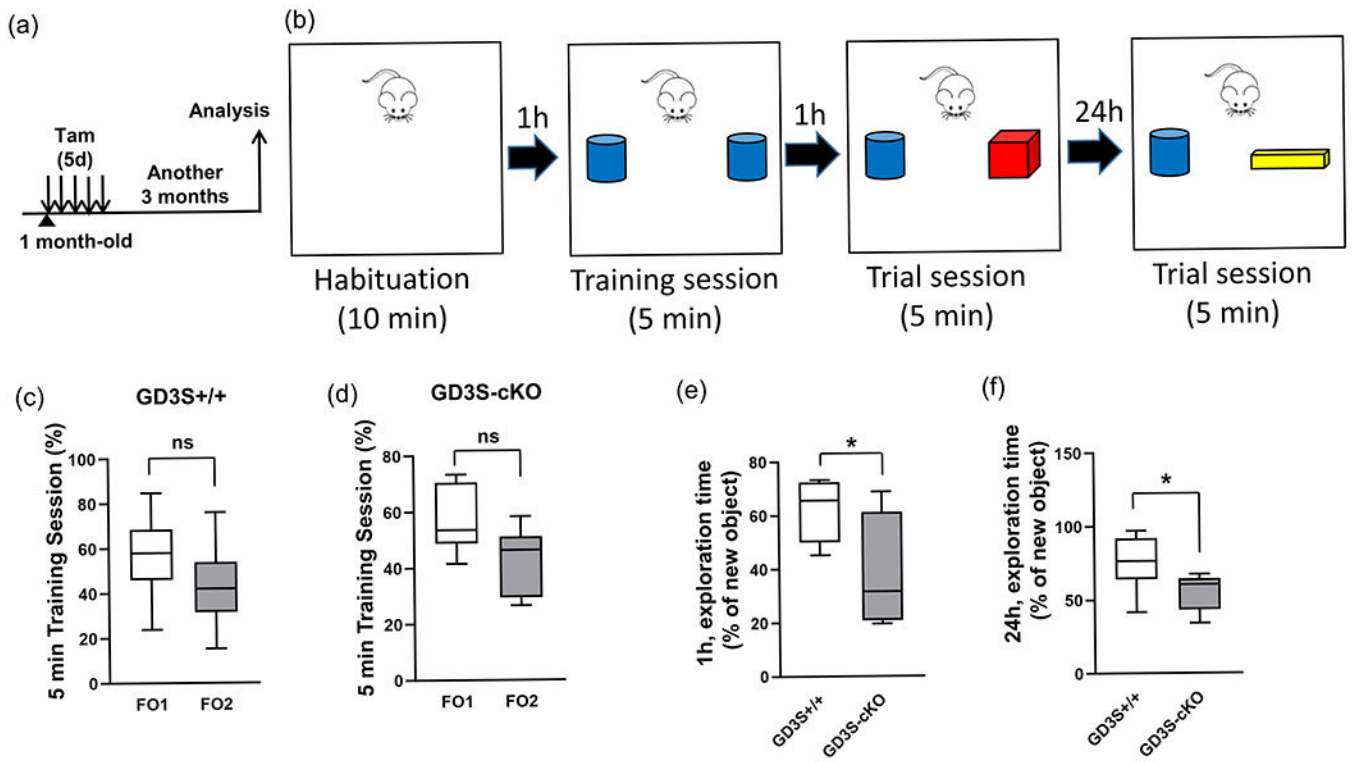 (a)
Analysis
Tam
(5d)
Another
3 months
1 month-old
(b)
1h
1h
24h
Habituation
(10 min)
Training session
(5 min)
Trial session
(5 min)
Trial session
(5 min)
(c)
GD3S+/+
5 min Training Session (%)
100
80
60
40
20
0
ns
FO1
FO2
(d)
GD3S-cKO
5 min Training Session (%)
80
60
40
20
0
ns
FO1
FO2
(e)
1h, exploration time
(% of new object)
80
60
40
20
0
*
GD3S+/+
GD3S-cKO
(f)
24h, exploration time
(% of new object)
150
100
50
0
*
GD3S+/+
GD3S-cKO